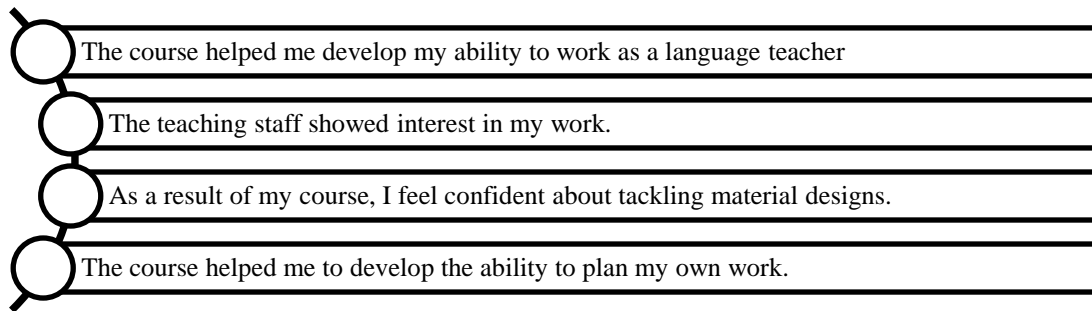 The course helped me develop my ability to work as a language teacher
The teaching staff showed interest in my work.
As a result of my course, I feel confident about tackling material designs.
The course helped me to develop the ability to plan my own work.